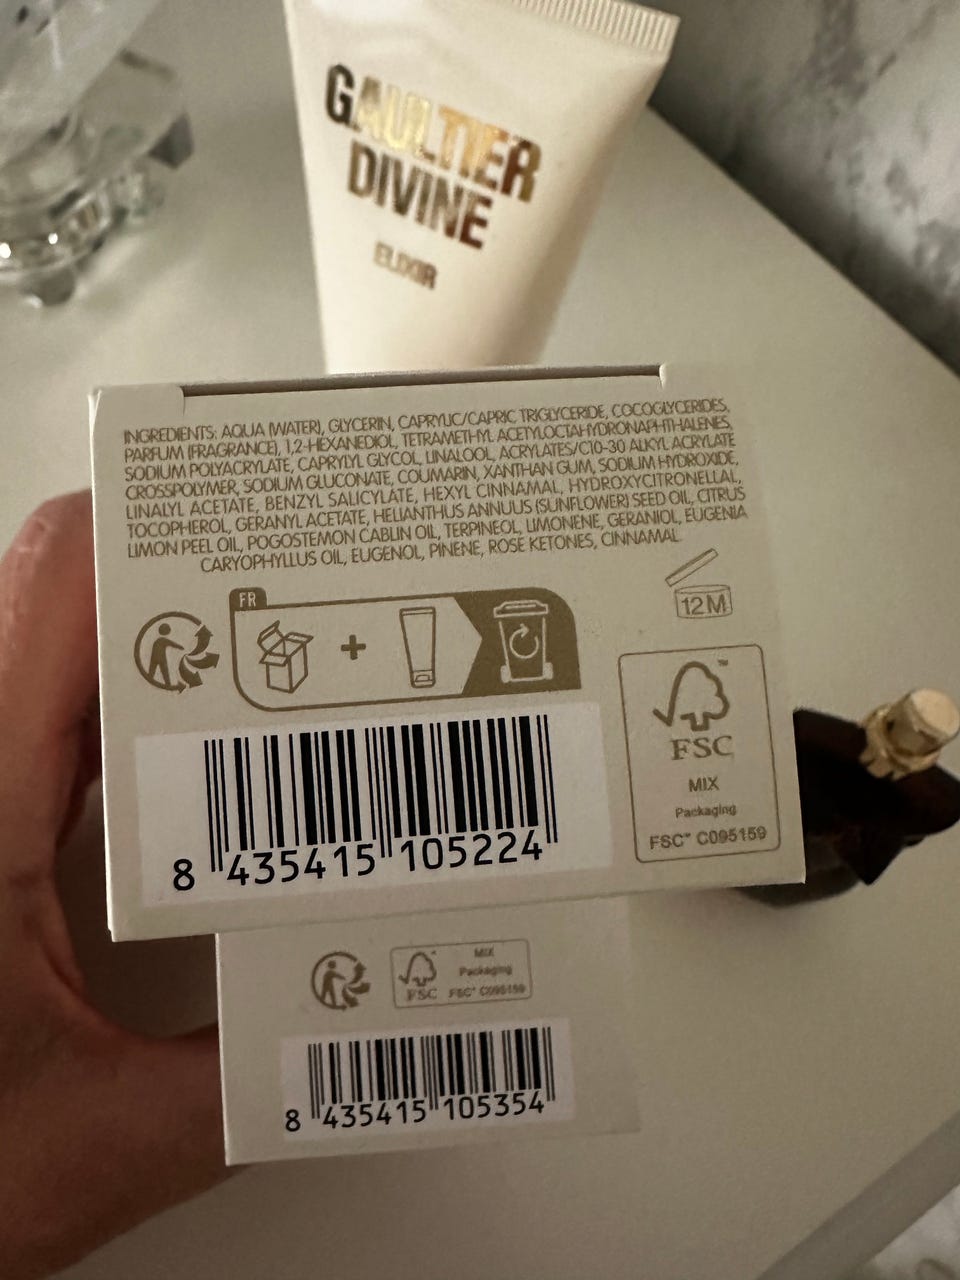 GAULTIER
DIVINE
ELIXIR
INGREDIENTS: AQUA (WATER), GLYCERIN, CAPRYLIC/CAPRIC TRIGLYCERIDE, COCOGLYCERIDES,
PARFUM (FRAGRANCE), 1,2-HEXANEDIOL, TETRAMETHYL ACETYLOCTAHYDRONAPHTHALENES,
SODIUM POLYACRYLATE, CAPRYLYL GLYCOL, LINALOOL, ACRYLATES/C10-30 ALKYL ACRYLATE
CROSSPOLYMER, SODIUM GLUCONATE, COUMARIN, XANTHAN GUM, SODIUM HYDROXIDE,
LINALYL ACETATE, BENZYL SALICYLATE, HEXYL CINNAMAL, HYDROXYCITRONELLAL,
TOCOPHEROL, GERANYL ACETATE, HELIANTHUS ANNUUS (SUNFLOWER) SEED OIL, CITRUS
LIMON PEEL OIL, POGOSTEMON CABLIN OIL, TERPINEOL, LIMONENE, GERANIOL, EUGENIA
CARYOPHYLLUS OIL, EUGENOL, PINENE, ROSE KETONES, CINNAMAL.
FR
+
12M
FSC™
MIX
Packaging
FSC® C095159
8 435415 105224
FSC
MIX
Packaging
FSC® C095159
8 435415 105354